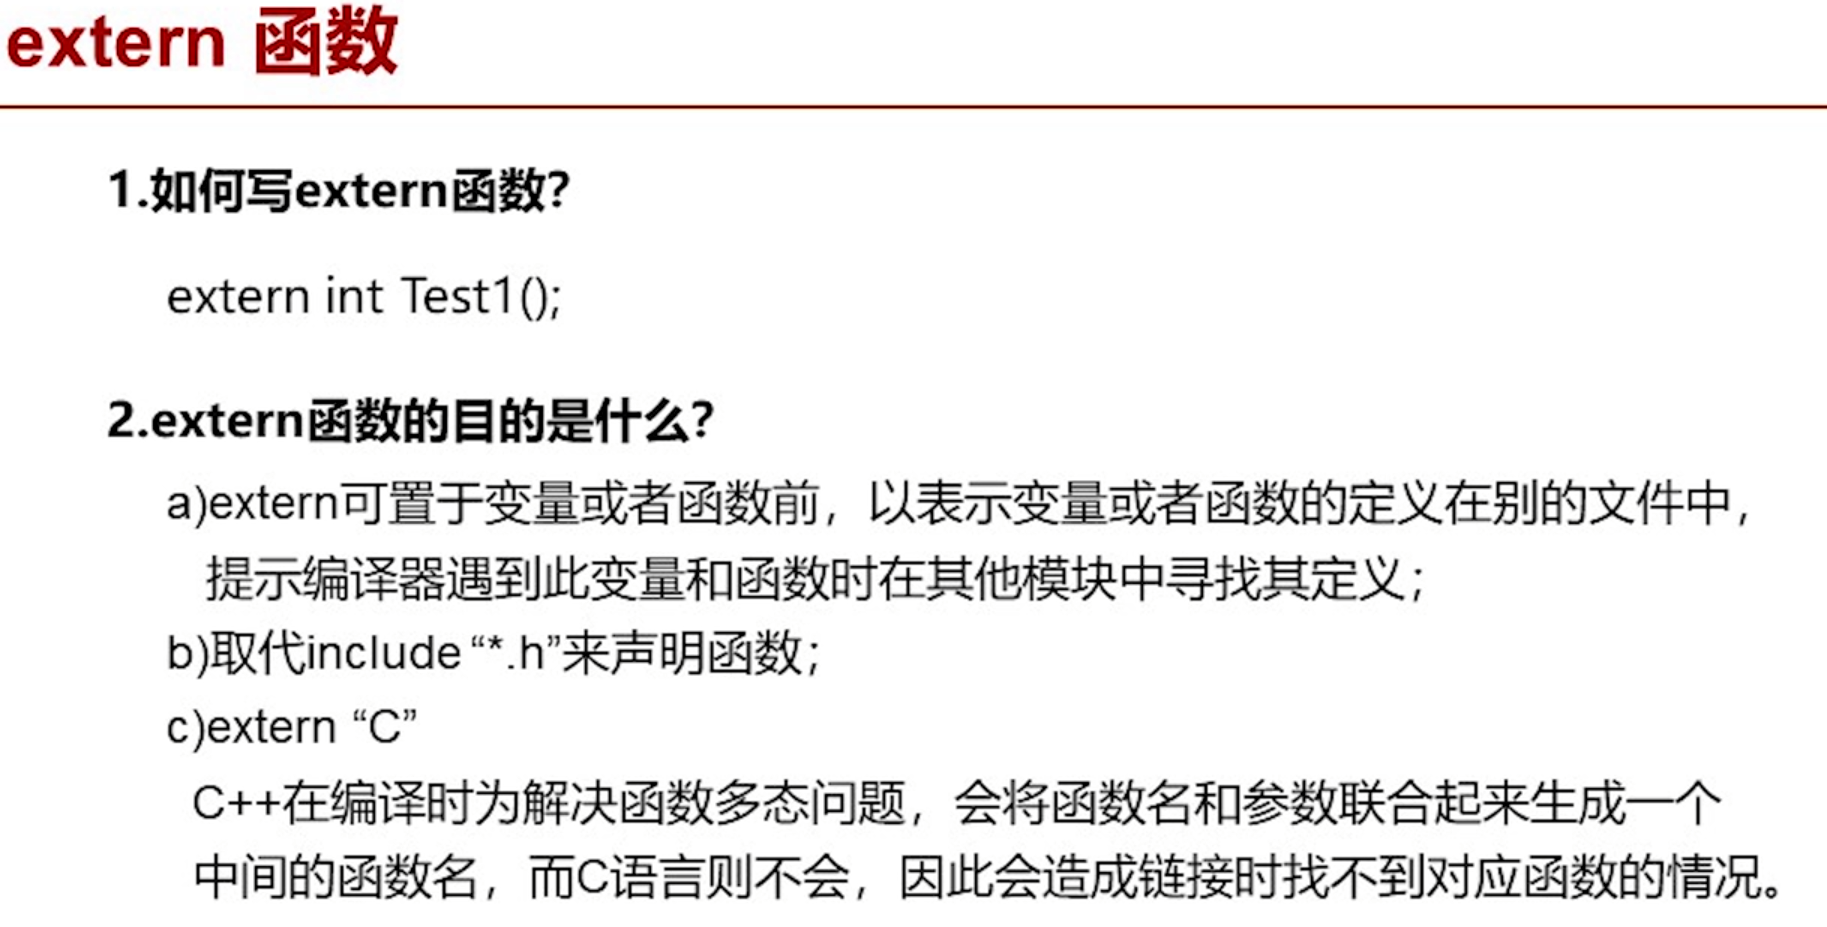 extern 函数
1.如何写extern函数?
extern int Test1();
2.extern函数的目的是什么?
a)extern可置于变量或者函数前，以表示变量或者函数的定义在别的文件中，
提示编译器遇到此变量和函数时在其他模块中寻找其定义；
b)取代include “*.h”来声明函数；
c)extern “C”
C++在编译时为解决函数多态问题，会将函数名和参数联合起来生成一个
中间的函数名，而C语言则不会，因此会造成链接时找不到对应函数的情况。